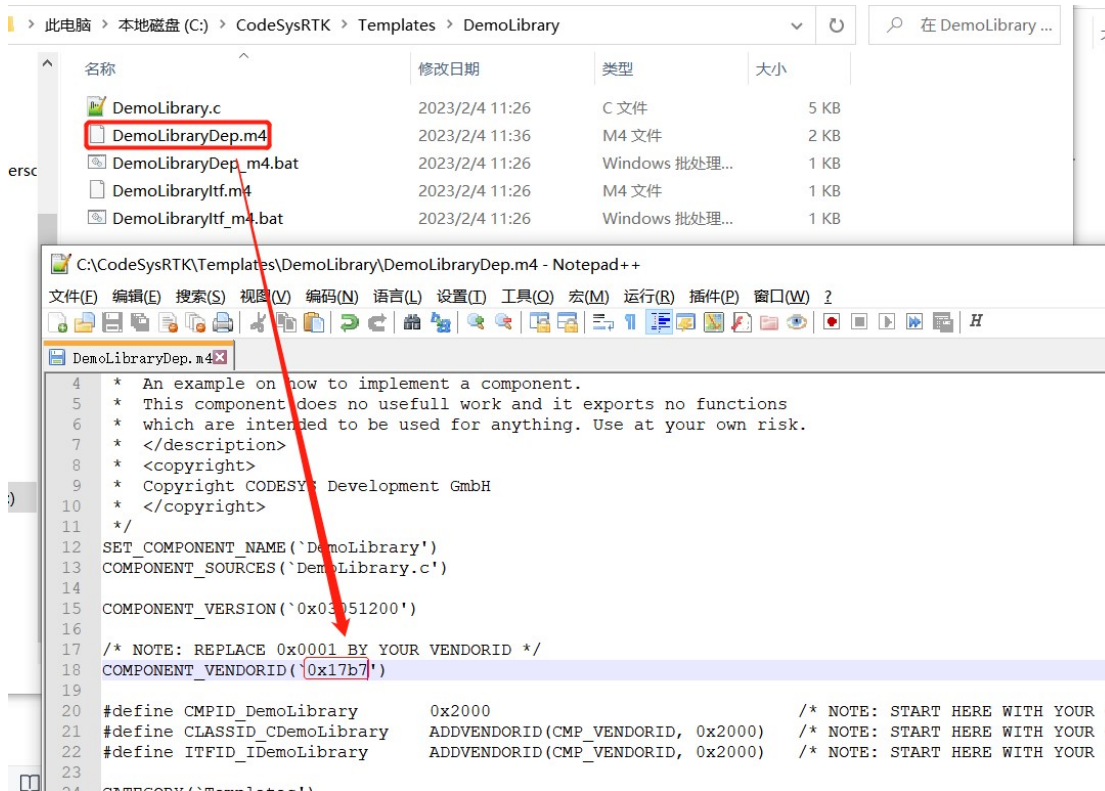 > 此电脑 > 本地磁盘 (C:) > CodeSysRTK > Templates > DemoLibrary
在 DemoLibrary ...
名称 修改日期 类型 大小
DemoLibrary.c 2023/2/4 11:26 C 文件 5 KB
DemoLibraryDep.m4 2023/2/4 11:36 M4 文件 2 KB
DemoLibraryDep_m4.bat 2023/2/4 11:26 Windows 批处理... 1 KB
DemoLibraryItf.m4 2023/2/4 11:26 M4 文件 1 KB
DemoLibraryItf_m4.bat 2023/2/4 11:26 Windows 批处理... 1 KB
C:\CodeSysRTK\Templates\DemoLibrary\DemoLibraryDep.m4 - Notepad++
文件(F) 编辑(E) 搜索(S) 视图(V) 编码(N) 语言(L) 设置(T) 工具(O) 宏(M) 运行(R) 插件(P) 窗口(W) ?
DemoLibraryDep.m4
4 * An example on how to implement a component.
5 * This component does no usefull work and it exports no functions
6 * which are intended to be used for anything. Use at your own risk.
7 * </description>
8 * <copyright>
9 * Copyright CODESYS Development GmbH
10 * </copyright>
11 */
12 SET_COMPONENT_NAME(`DemoLibrary')
13 COMPONENT_SOURCES(`DemoLibrary.c')
14
15 COMPONENT_VERSION(`0x03051200')
16
17 /* NOTE: REPLACE 0x0001 BY YOUR VENDORID */
18 COMPONENT_VENDORID(`0x17b7')
19
20 #define CMPID_DemoLibrary 0x2000 /* NOTE: START HERE WITH YOUR
21 #define CLASSID_CDemoLibrary ADDVENDORID(CMP_VENDORID, 0x2000) /* NOTE: START HERE WITH YOUR
22 #define ITFID_IDemoLibrary ADDVENDORID(CMP_VENDORID, 0x2000) /* NOTE: START HERE WITH YOUR
23